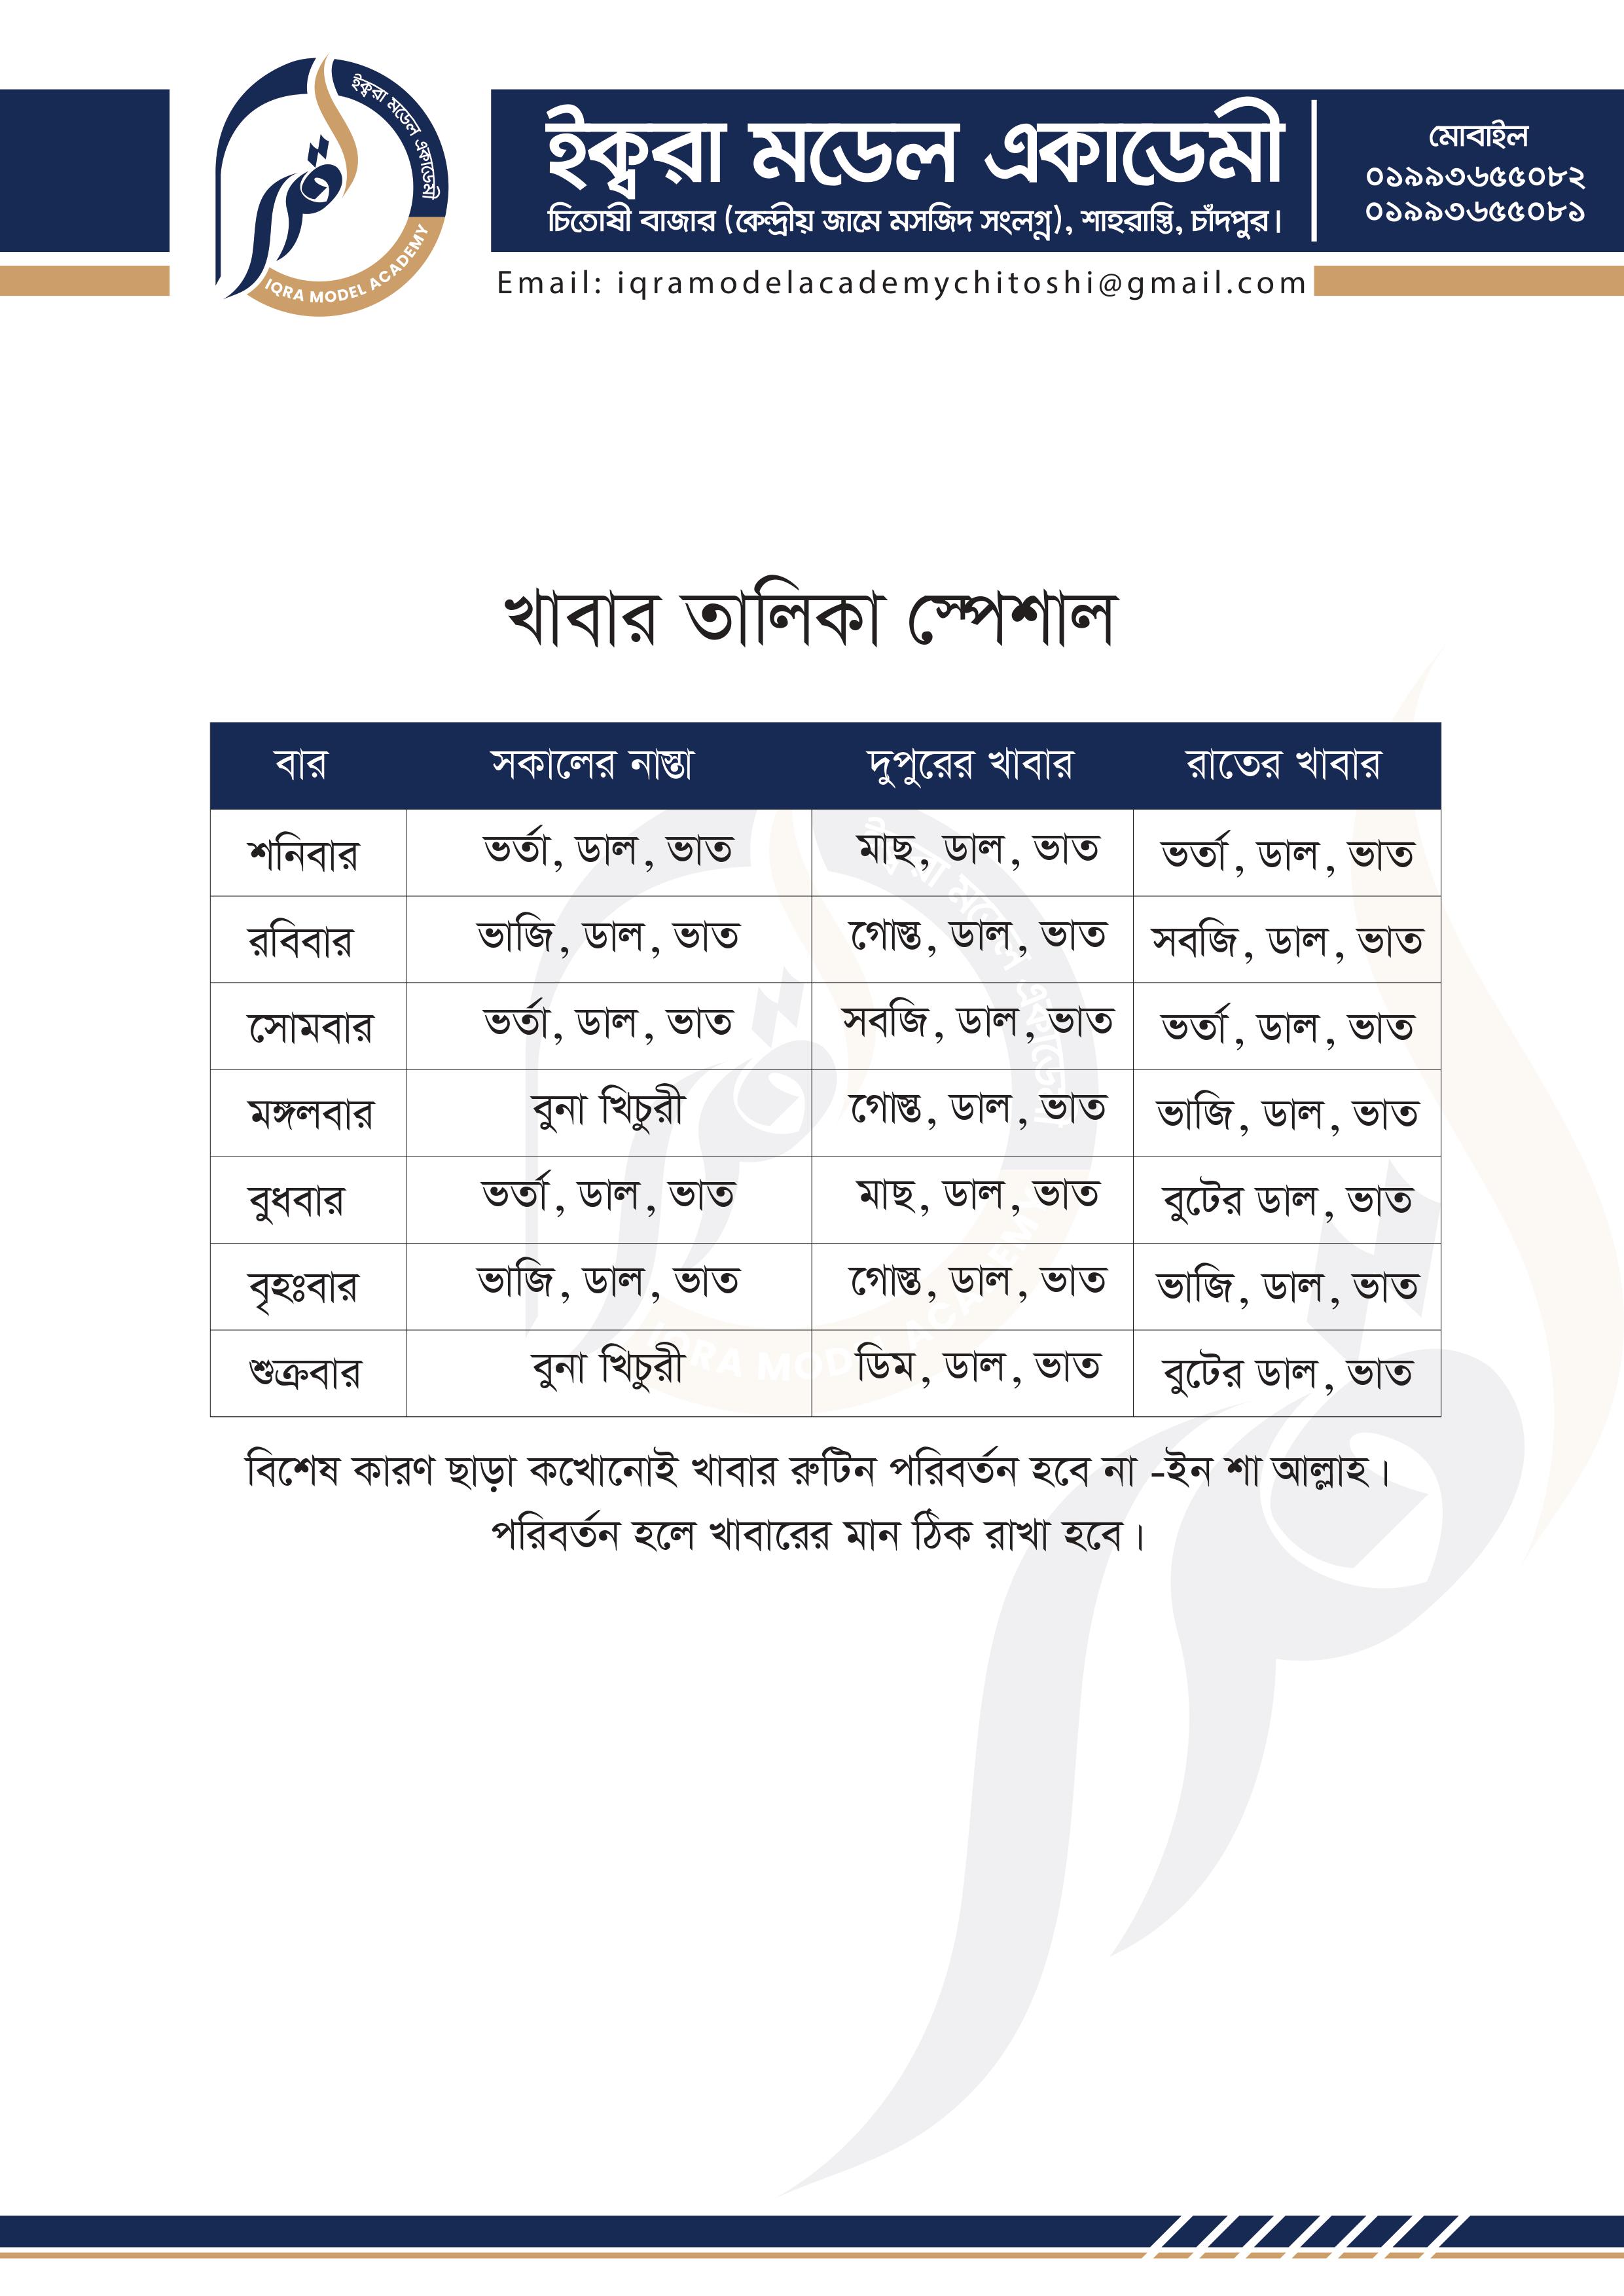 ইক্বরা মডেল একাডেমী
IQRA MODEL ACADEMY
ইক্বরা মডেল একাডেমী
চিতোষী বাজার (কেন্দ্রীয় জামে মসজিদ সংলগ্ন), শাহরাস্তি, চাঁদপুর।
মোবাইল
০১৯৯৩৬৫৫০৮২
০১৯৯৩৬৫৫০৮১
Email: iqramodelacademychitoshi@gmail.com
খাবার তালিকা স্পেশাল
বার সকালের নাস্তা দুপুরের খাবার রাতের খাবার
শনিবার ভর্তা, ডাল, ভাত মাছ, ডাল, ভাত ভর্তা, ডাল, ভাত
রবিবার ভাজি, ডাল, ভাত গোস্ত, ডাল, ভাত সবজি, ডাল, ভাত
সোমবার ভর্তা, ডাল, ভাত সবজি, ডাল, ভাত ভর্তা, ডাল, ভাত
মঙ্গলবার বুনা খিচুরী গোস্ত, ডাল, ভাত ভাজি, ডাল, ভাত
বুধবার ভর্তা, ডাল, ভাত মাছ, ডাল, ভাত বুটের ডাল, ভাত
বৃহঃবার ভাজি, ডাল, ভাত গোস্ত, ডাল, ভাত ভাজি, ডাল, ভাত
শুক্রবার বুনা খিচুরী ডিম, ডাল, ভাত বুটের ডাল, ভাত
বিশেষ কারণ ছাড়া কখোনোই খাবার রুটিন পরিবর্তন হবে না -ইন শা আল্লাহ।
পরিবর্তন হলে খাবারের মান ঠিক রাখা হবে।